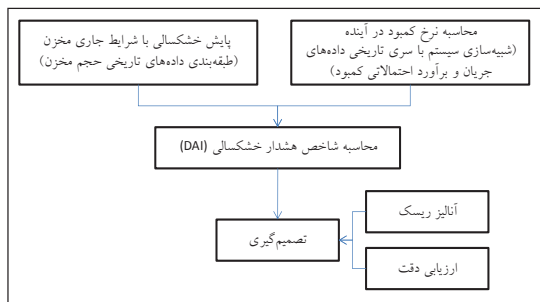 پایش خشکسالی با شرایط جاری مخزن
(طبقه‌بندی داده‌های تاریخی حجم مخزن)
محاسبه نرخ کمبود در آینده
(شبیه‌سازی سیستم با سری تاریخی داده‌های
جریان و برآورد احتمالاتی کمبود)
محاسبه شاخص هشدار خشکسالی (DAI)
آنالیز ریسک
تصمیم‌گیری
ارزیابی دقت